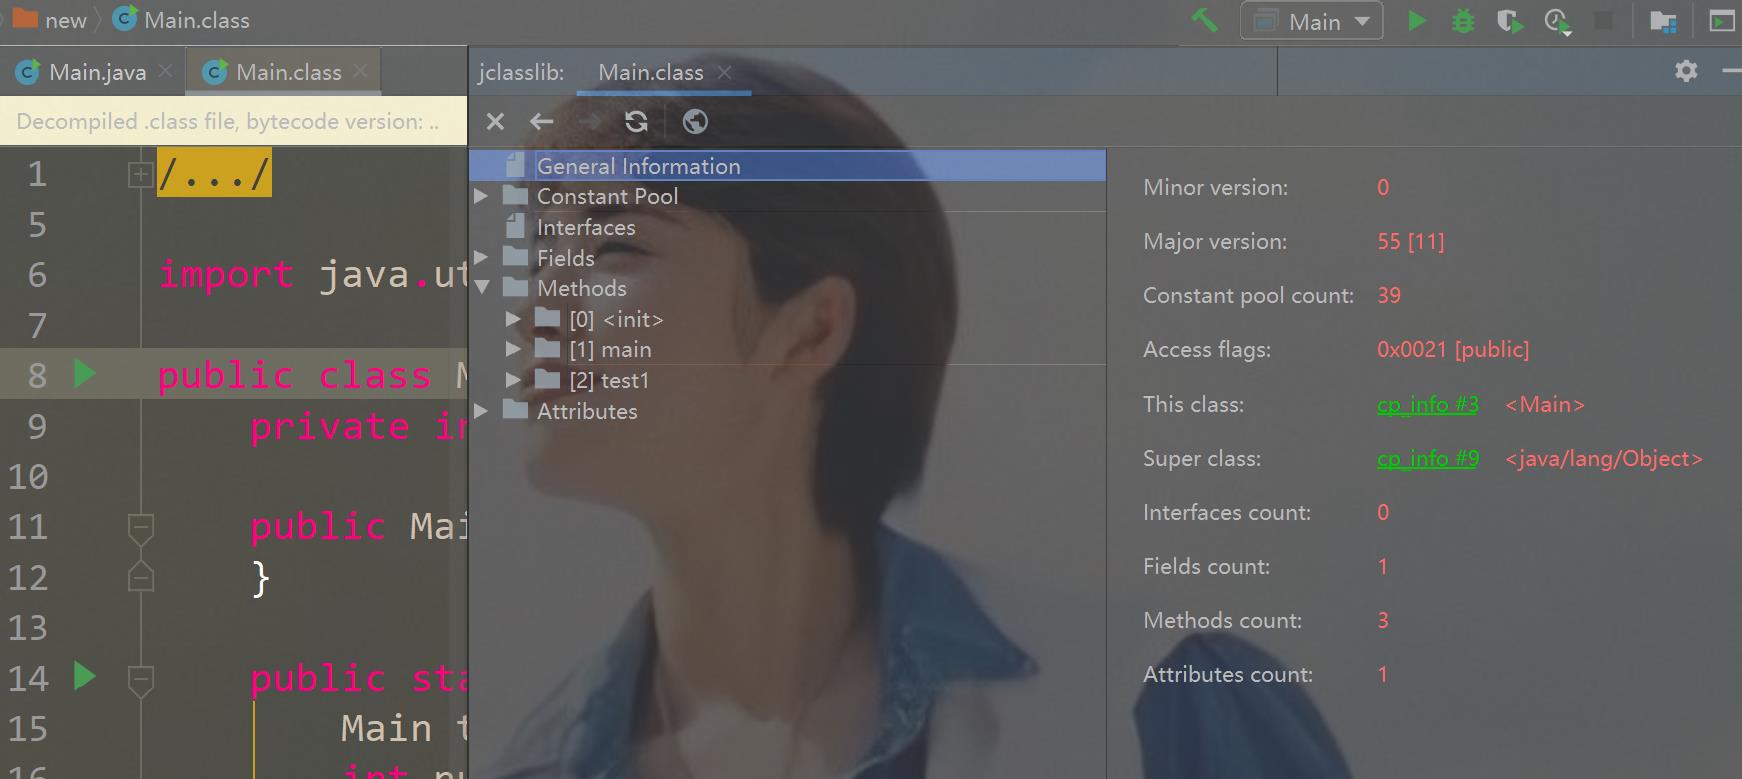 new Main.class
Main
Main.java Main.class
jclasslib: Main.class
Decompiled .class file, bytecode version: ..
1 /.../
5
6 import java.ut
7
8 public class M
9 private in
10
11 public Mai
12 }
13
14 public sta
15 Main t
16 int nu
General Information
Constant Pool
Interfaces
Fields
Methods
[0] <init>
[1] main
[2] test1
Attributes
Minor version: 0
Major version: 55 [11]
Constant pool count: 39
Access flags: 0x0021 [public]
This class: cp_info #3 <Main>
Super class: cp_info #9 <java/lang/Object>
Interfaces count: 0
Fields count: 1
Methods count: 3
Attributes count: 1